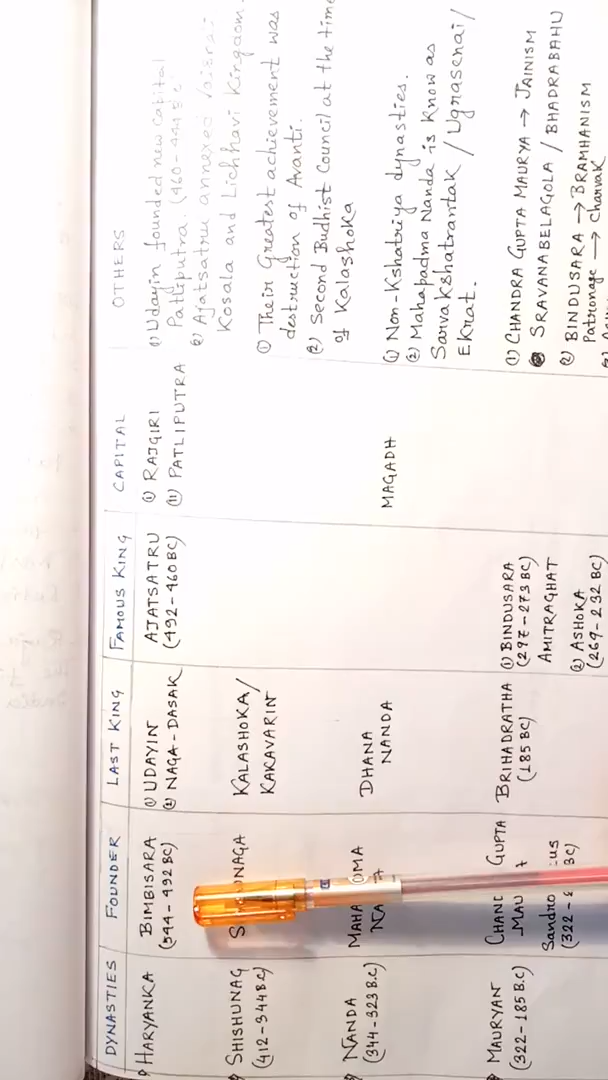 DYNASTIES FOUNDER LAST KING FAMOUS KING CAPITAL OTHERS
HARYANKA
BIMBISARA
(544-492 BC)
① UDAYIN
② NAGA-DASAK
AJATSATRU
(492-460 BC)
(i) RAJGIRI
(ii) PATLIPUTRA
① Udayin founded new capital
Patliputra. (460-444 BC)
② Ajatsatru annexed
Kosala and Lichhavi Kingdom.
SHISHUNAG
(412-344 B.C)
KALASHOKA/
KAKAVARIN
① Their Greatest achievement was
destruction of Avanti.
② Second Budhist Council at the time
of Kalashoka
NANDA
(344-323 B.C)
DHANA
NANDA
MAGADH
① Non-Kshatriya dynasties.
② Mahapadma Nanda is know as
Sarvakshatrantak / Ugrasenai/
Ekrat.
MAURYAN
(322-185 B.C)
GUPTA
BRIHADRATHA
(185 BC)
① BINDUSARA
(297-273 BC)
AMITRAGHAT
② ASHOKA
(269-232 BC)
(1) CHANDRA GUPTA MAURYA → JAINISM
SRAVANABELAGOLA / BHADRABAHU
(2) BINDUSARA → BRAMHANISM
Patronage → Charvak